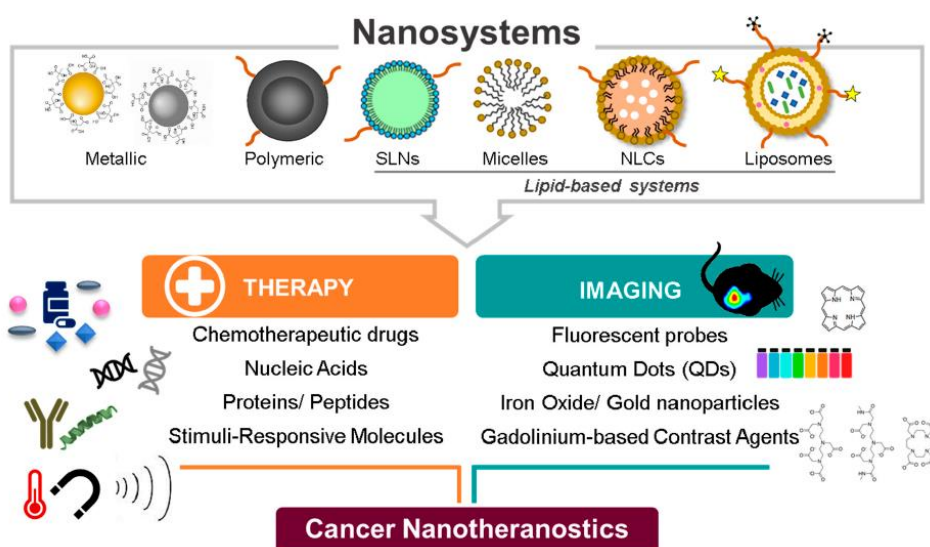 Nanosystems
Metallic
Polymeric
SLNs
Micelles
NLCs
Liposomes
Lipid-based systems
THERAPY
IMAGING
Chemotherapeutic drugs
Nucleic Acids
Proteins/ Peptides
Stimuli-Responsive Molecules
Fluorescent probes
Quantum Dots (QDs)
Iron Oxide/ Gold nanoparticles
Gadolinium-based Contrast Agents
Cancer Nanotheranostics